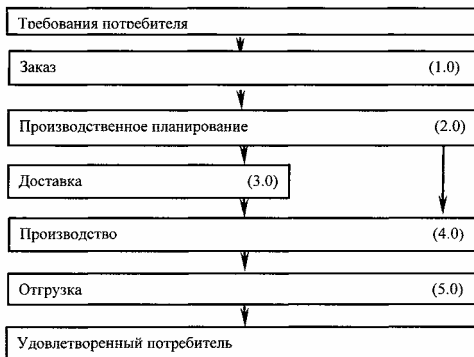 Требования потребителя
Заказ (1.0)
Производственное планирование (2.0)
Доставка (3.0)
Производство (4.0)
Отгрузка (5.0)
Удовлетворенный потребитель